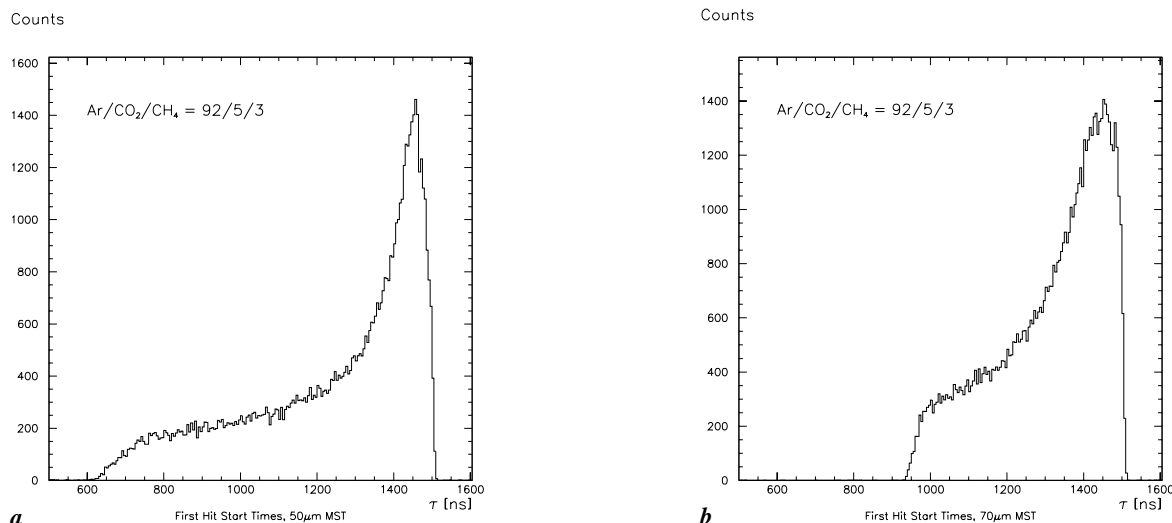 Counts
1600
1400
1200
1000
800
600
400
200
0
Ar/CO₂/CH₄ = 92/5/3
600 800 1000 1200 1400 1600
τ [ns]
First Hit Start Times, 50μm MST
a
Counts
1400
1200
1000
800
600
400
200
0
Ar/CO₂/CH₄ = 92/5/3
600 800 1000 1200 1400 1600
τ [ns]
First Hit Start Times, 70μm MST
b